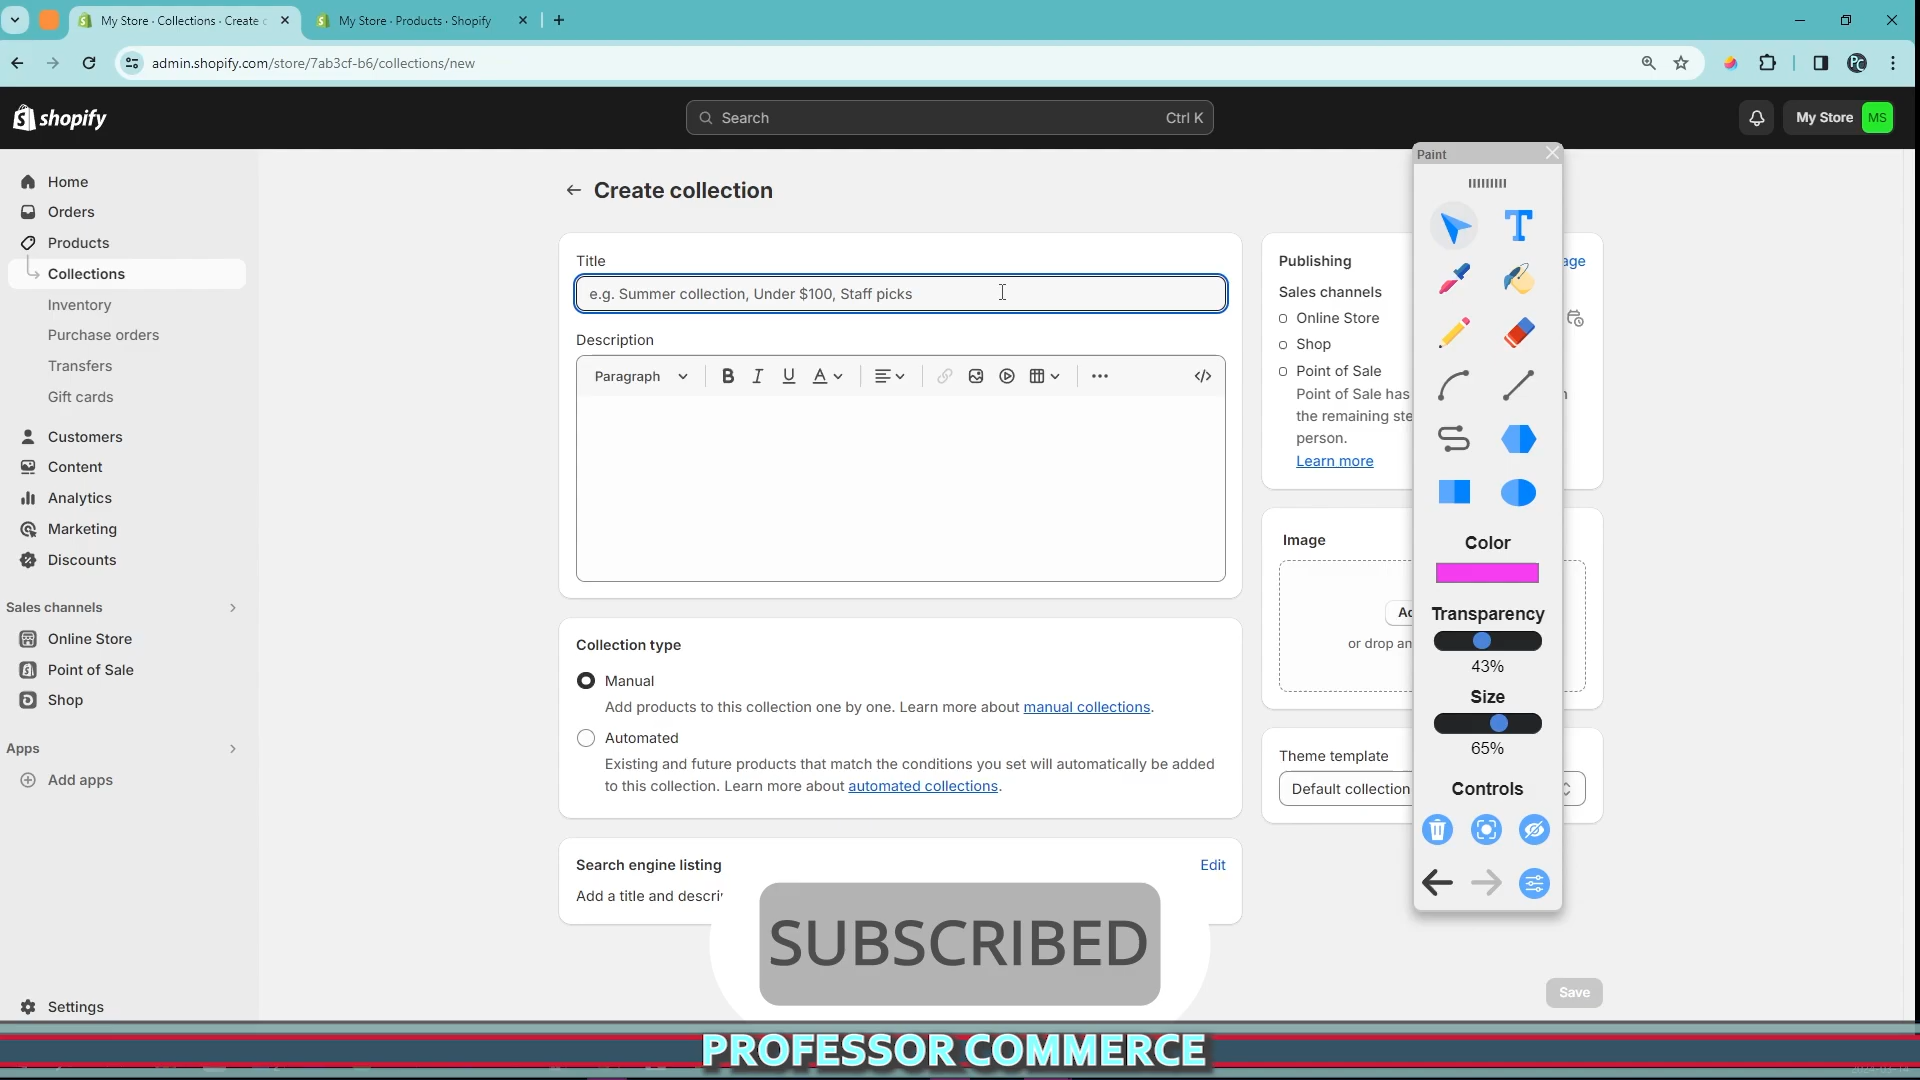 My Store · Collections · Create c
My Store · Products · Shopify
admin.shopify.com/store/7ab3cf-b6/collections/new
PC
shopify
Search
Ctrl K
My Store
MS
Home
Orders
Products
Collections
Inventory
Purchase orders
Transfers
Gift cards
Customers
Content
Analytics
Marketing
Discounts
Sales channels
Online Store
Point of Sale
Shop
Apps
Add apps
Settings
Create collection
Title
e.g. Summer collection, Under $100, Staff picks
Description
Paragraph
B I U A
Collection type
Manual
Add products to this collection one by one. Learn more about manual collections.
Automated
Existing and future products that match the conditions you set will automatically be added
to this collection. Learn more about automated collections.
Search engine listing
Edit
Add a title and descri
Publishing
age
Sales channels
Online Store
Shop
Point of Sale
Point of Sale has
the remaining ste
person.
Learn more
Image
Ad
or drop an
Theme template
Default collection
Save
Paint
T
Color
Transparency
43%
Size
65%
Controls
SUBSCRIBED
PROFESSOR COMMERCE